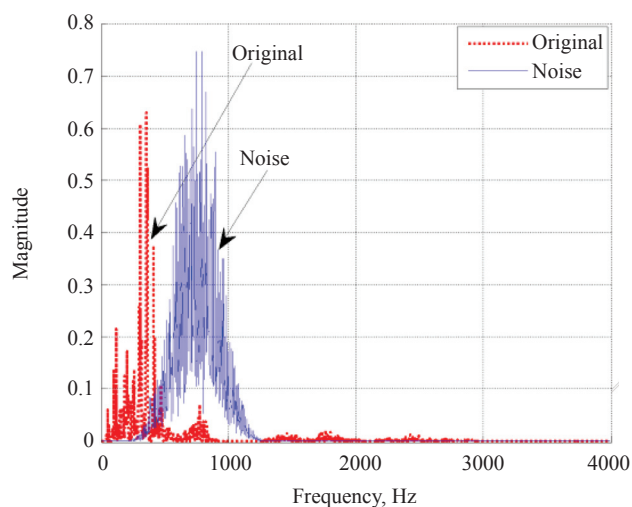 0.8
0.7
0.6
0.5
0.4
0.3
0.2
0.1
0
Magnitude
Original
Noise
Original
Noise
0
1000
2000
3000
4000
Frequency, Hz